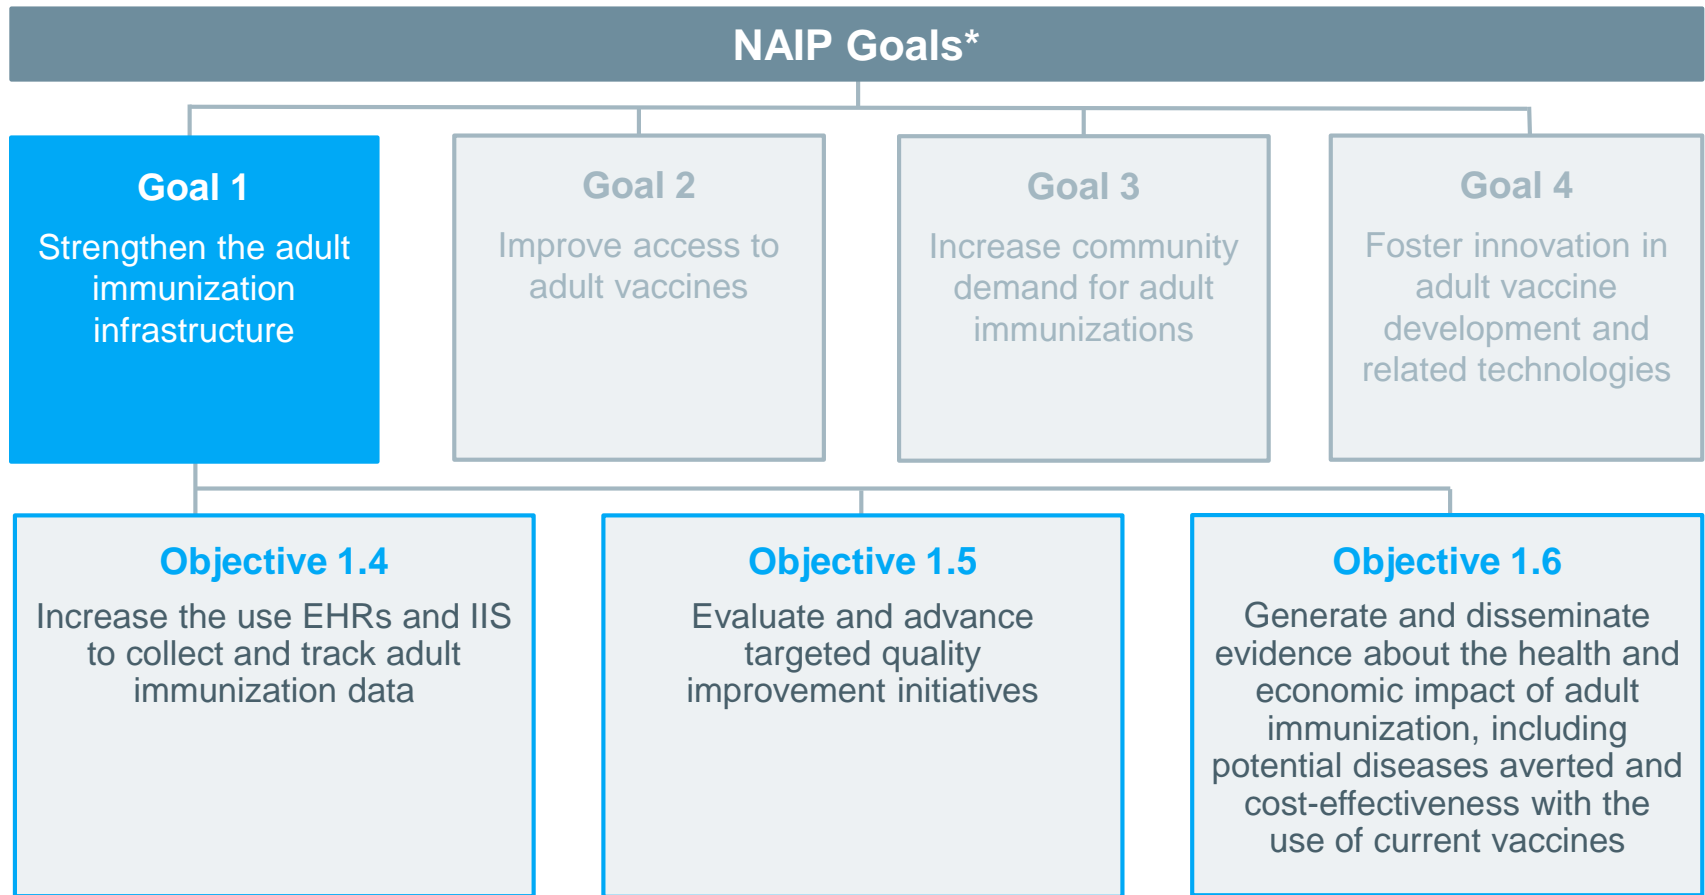 NAIP Goals*
Goal 1
Strengthen the adult
immunization
infrastructure
Goal 2
Improve access to
adult vaccines
Goal 3
Increase community
demand for adult
immunizations
Goal 4
Foster innovation in
adult vaccine
development and
related technologies
Objective 1.4
Increase the use EHRs and IIS
to collect and track adult
immunization data
Objective 1.5
Evaluate and advance
targeted quality
improvement initiatives
Objective 1.6
Generate and disseminate
evidence about the health and
economic impact of adult
immunization, including
potential diseases averted and
cost-effectiveness with the
use of current vaccines